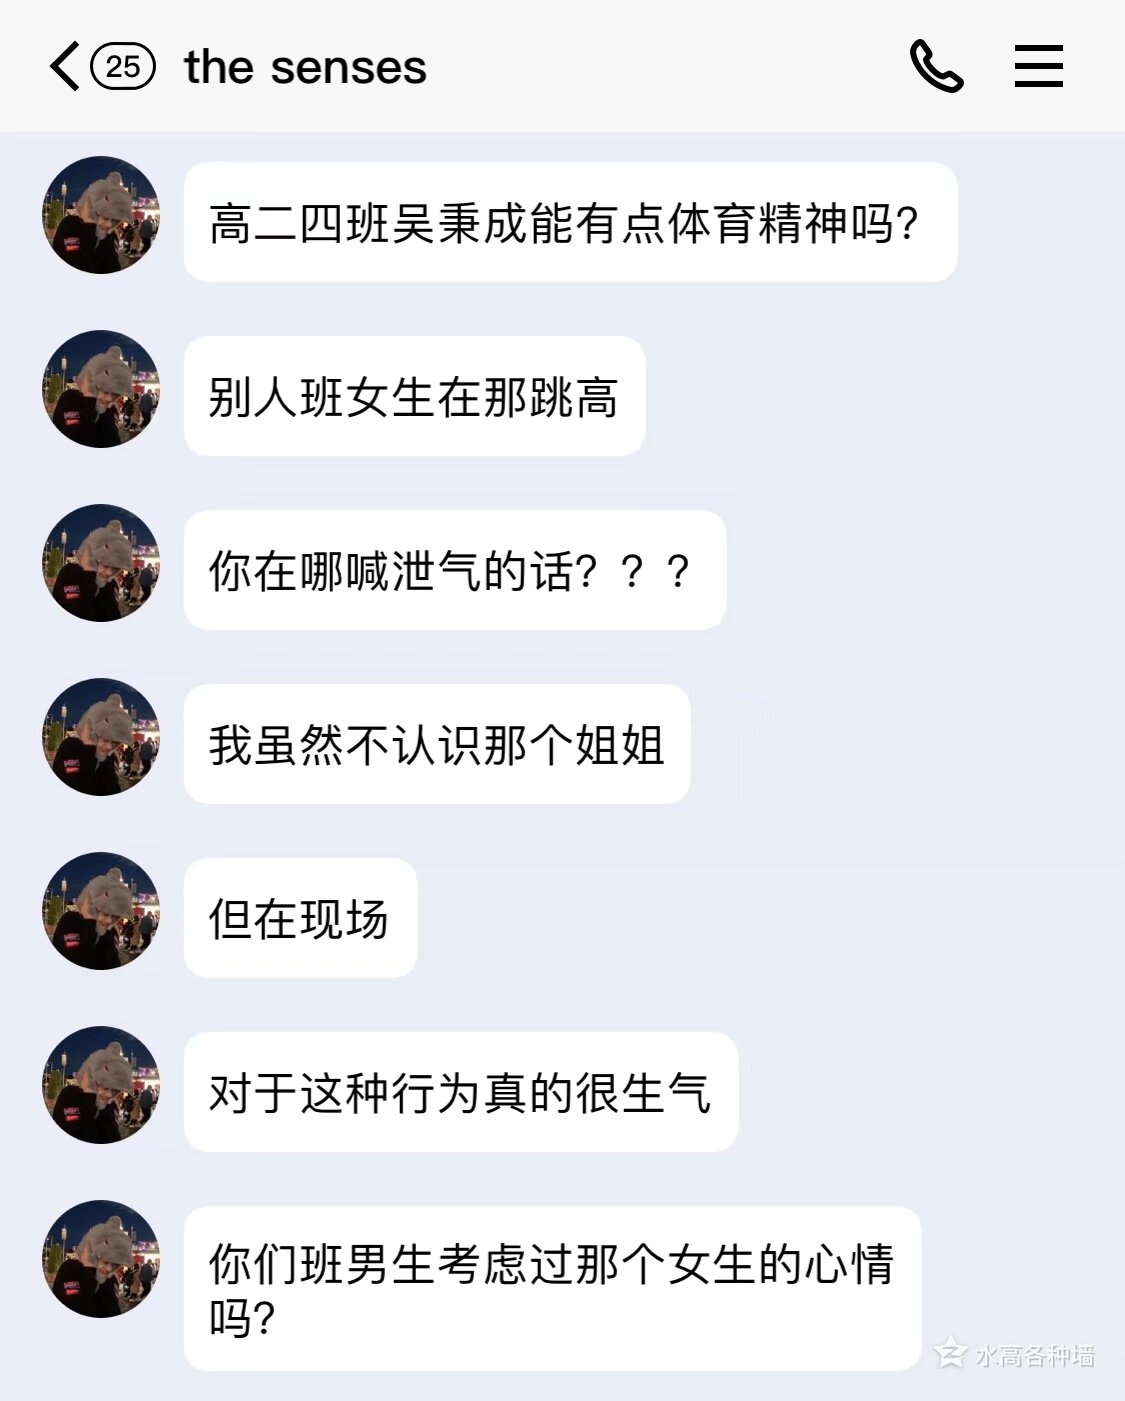 25 the senses
高二四班吴秉成能有点体育精神吗？
别人班女生在那跳高
你在哪喊泄气的话？？？
我虽然不认识那个姐姐
但在现场
对于这种行为真的很生气
你们班男生考虑过那个女生的心情
吗？
水高各种墙